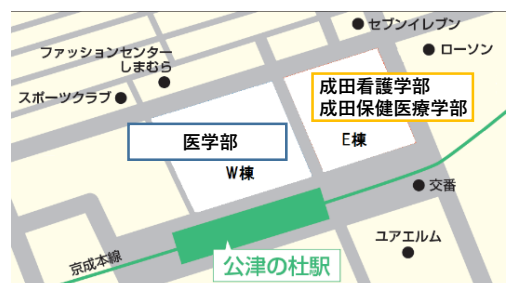 セブンイレブン
ローソン
ファッションセンター
しまむら
スポーツクラブ
成田看護学部
成田保健医療学部
医学部
E棟
W棟
交番
ユアエルム
京成本線
公津の杜駅